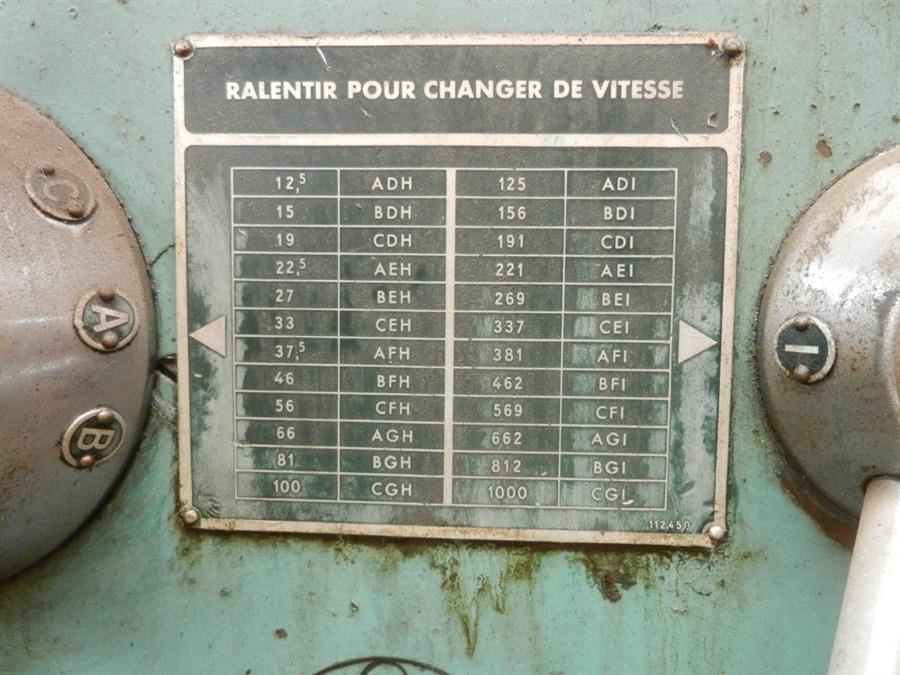 RALENTIR POUR CHANGER DE VITESSE
12,5 ADH 125 ADI
15 BDH 156 BDI
19 CDH 191 CDI
22,5 AEH 221 AEI
27 BEH 269 BEI
33 CEH 337 CEI
37,5 AFH 381 AFI
46 BFH 462 BFI
56 CFH 569 CFI
66 AGH 662 AGI
81 BGH 812 BGI
100 CGH 1000 CGI
112.450
C
A
B
I